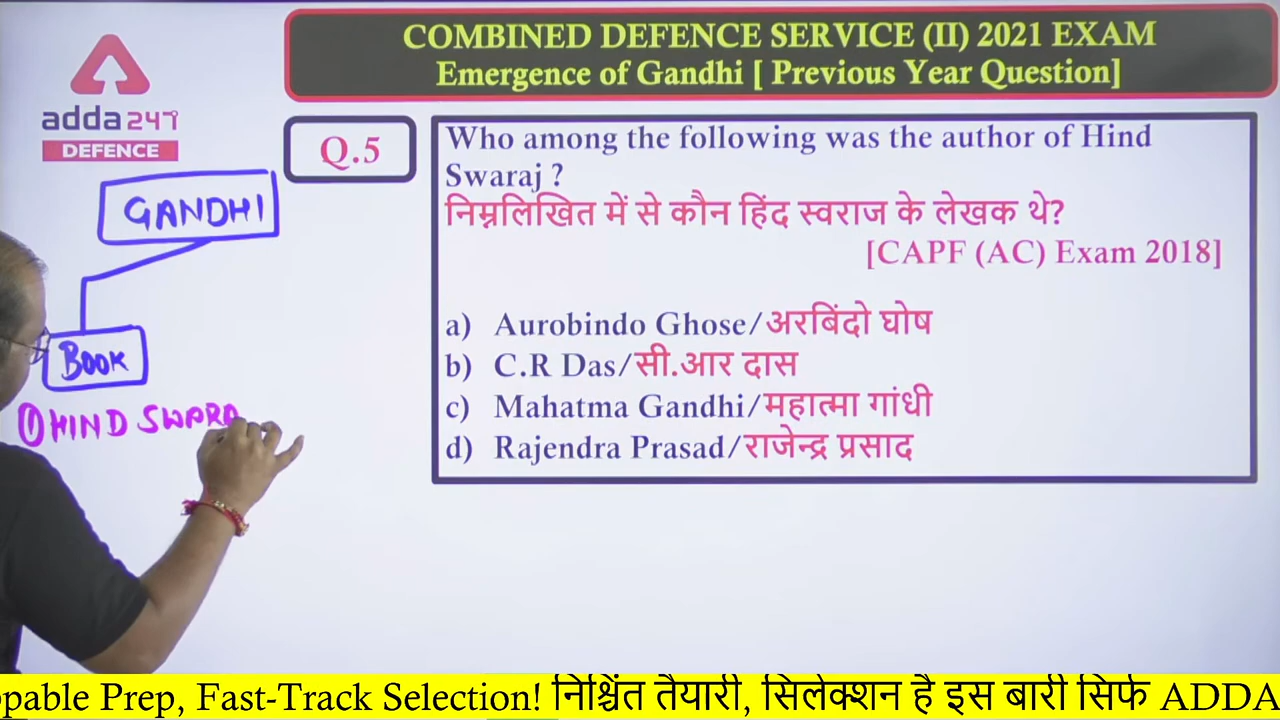 COMBINED DEFENCE SERVICE (II) 2021 EXAM
Emergence of Gandhi [ Previous Year Question]
adda247
DEFENCE
Q.5
Who among the following was the author of Hind
Swaraj ?
निम्नलिखित में से कौन हिंद स्वराज के लेखक थे?
[CAPF (AC) Exam 2018]
a) Aurobindo Ghose/अरबिंदो घोष
b) C.R Das/सी.आर दास
c) Mahatma Gandhi/महात्मा गांधी
d) Rajendra Prasad/राजेन्द्र प्रसाद
GANDHI
BOOK
① HIND SWARA
opable Prep, Fast-Track Selection! निश्चिंत तैयारी, सिलेक्शन है इस बारी सिर्फ ADDA